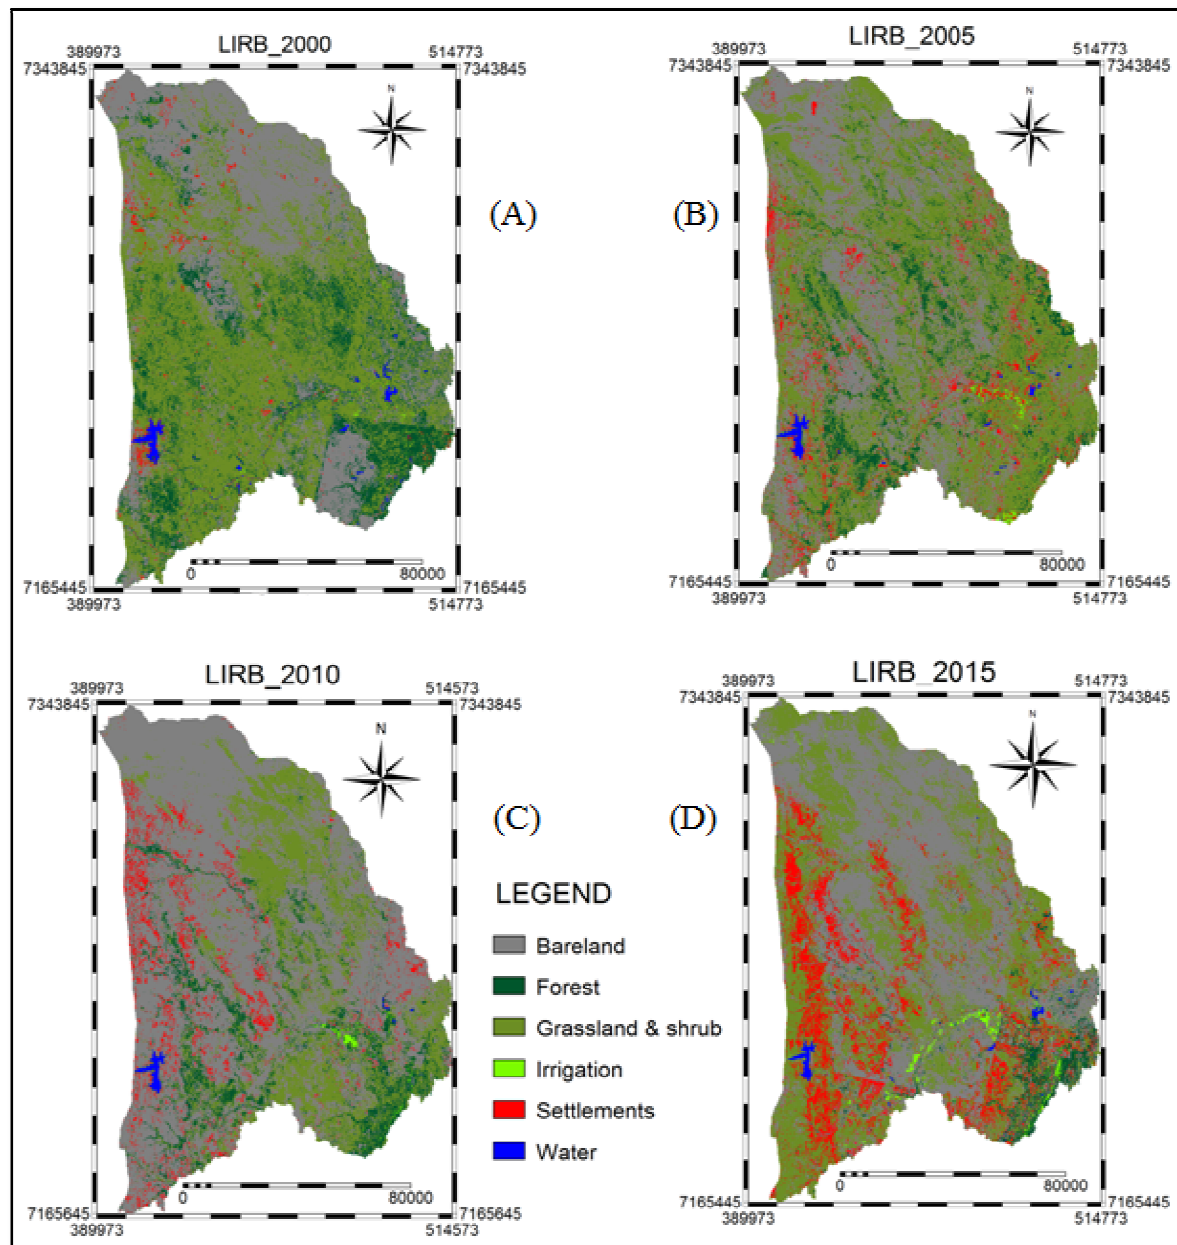 LIRB_2000
389973 514773
7343845 7343845
N
(A)
0 80000
7165445 7165445
389973 514773
LIRB_2005
389973 514773
7343845 7343845
N
(B)
0 80000
7165445 7165445
389973 514773
LIRB_2010
389973 514573
7343845 7343845
N
(C)
0 80000
7165645 7165645
389973 514573
LEGEND
Bareland
Forest
Grassland & shrub
Irrigation
Settlements
Water
LIRB_2015
389973 514773
7343845 7343845
N
(D)
0 80000
7165445 7165445
389973 514773